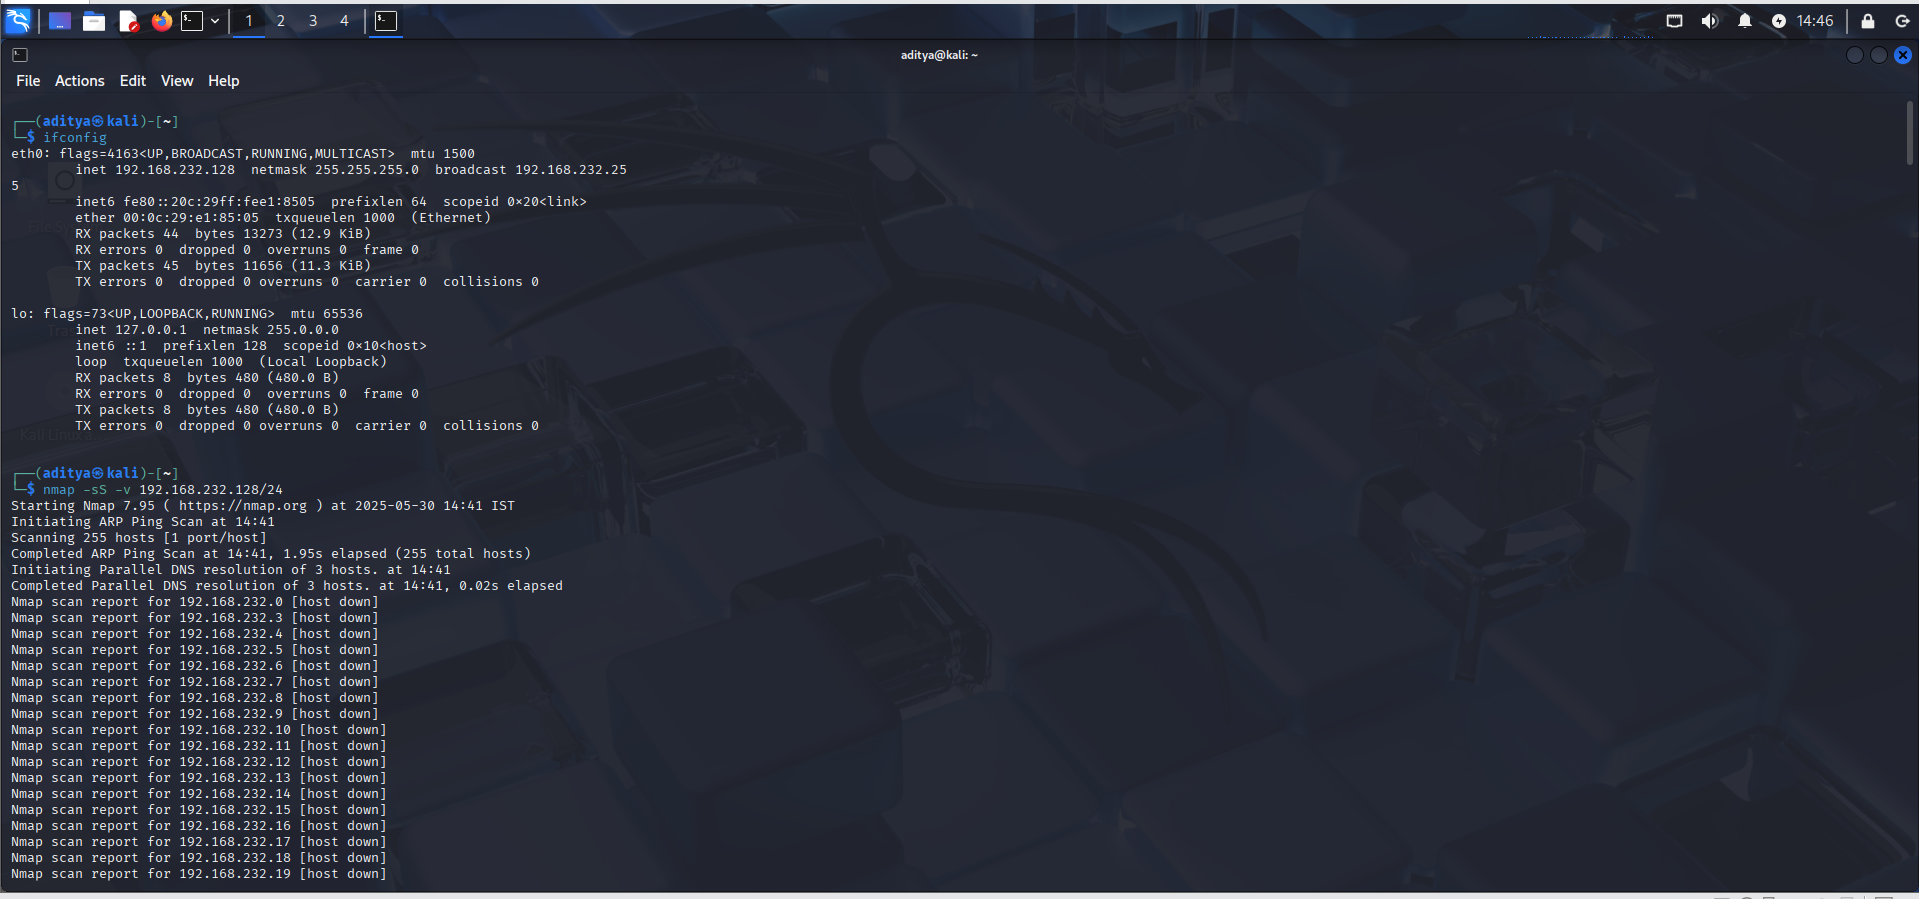 1 2 3 4 14:46
aditya@kali: ~
File Actions Edit View Help
┌──(aditya㉿kali)-[~]
└─$ ifconfig
eth0: flags=4163<UP,BROADCAST,RUNNING,MULTICAST>  mtu 1500
        inet 192.168.232.128  netmask 255.255.255.0  broadcast 192.168.232.25
5
        inet6 fe80::20c:29ff:fee1:8505  prefixlen 64  scopeid 0×20<link>
        ether 00:0c:29:e1:85:05  txqueuelen 1000  (Ethernet)
        RX packets 44  bytes 13273 (12.9 KiB)
        RX errors 0  dropped 0  overruns 0  frame 0
        TX packets 45  bytes 11656 (11.3 KiB)
        TX errors 0  dropped 0 overruns 0  carrier 0  collisions 0
lo: flags=73<UP,LOOPBACK,RUNNING>  mtu 65536
        inet 127.0.0.1  netmask 255.0.0.0
        inet6 ::1  prefixlen 128  scopeid 0×10<host>
        loop  txqueuelen 1000  (Local Loopback)
        RX packets 8  bytes 480 (480.0 B)
        RX errors 0  dropped 0  overruns 0  frame 0
        TX packets 8  bytes 480 (480.0 B)
        TX errors 0  dropped 0 overruns 0  carrier 0  collisions 0
┌──(aditya㉿kali)-[~]
└─$ nmap -sS -v 192.168.232.128/24
Starting Nmap 7.95 ( https://nmap.org ) at 2025-05-30 14:41 IST
Initiating ARP Ping Scan at 14:41
Scanning 255 hosts [1 port/host]
Completed ARP Ping Scan at 14:41, 1.95s elapsed (255 total hosts)
Initiating Parallel DNS resolution of 3 hosts. at 14:41
Completed Parallel DNS resolution of 3 hosts. at 14:41, 0.02s elapsed
Nmap scan report for 192.168.232.0 [host down]
Nmap scan report for 192.168.232.3 [host down]
Nmap scan report for 192.168.232.4 [host down]
Nmap scan report for 192.168.232.5 [host down]
Nmap scan report for 192.168.232.6 [host down]
Nmap scan report for 192.168.232.7 [host down]
Nmap scan report for 192.168.232.8 [host down]
Nmap scan report for 192.168.232.9 [host down]
Nmap scan report for 192.168.232.10 [host down]
Nmap scan report for 192.168.232.11 [host down]
Nmap scan report for 192.168.232.12 [host down]
Nmap scan report for 192.168.232.13 [host down]
Nmap scan report for 192.168.232.14 [host down]
Nmap scan report for 192.168.232.15 [host down]
Nmap scan report for 192.168.232.16 [host down]
Nmap scan report for 192.168.232.17 [host down]
Nmap scan report for 192.168.232.18 [host down]
Nmap scan report for 192.168.232.19 [host down]